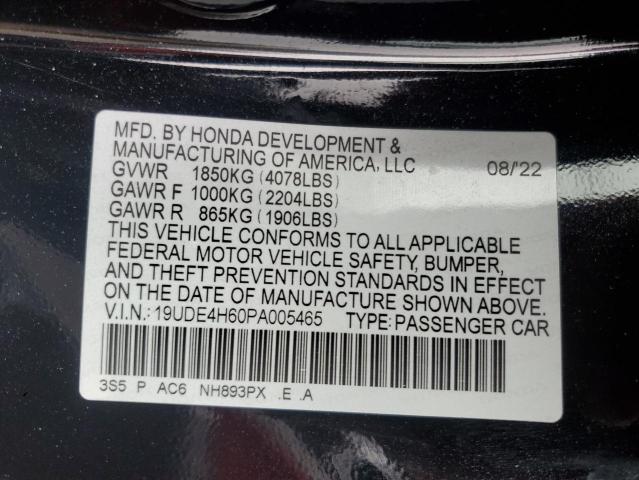 MFD. BY HONDA DEVELOPMENT &
MANUFACTURING OF AMERICA, LLC 08/'22
GVWR 1850KG (4078LBS)
GAWR F 1000KG (2204LBS)
GAWR R 865KG (1906LBS)
THIS VEHICLE CONFORMS TO ALL APPLICABLE
FEDERAL MOTOR VEHICLE SAFETY, BUMPER,
AND THEFT PREVENTION STANDARDS IN EFFECT
ON THE DATE OF MANUFACTURE SHOWN ABOVE.
V.I.N.:19UDE4H60PA005465 TYPE:PASSENGER CAR
3S5 P AC6 NH893PX .E .A